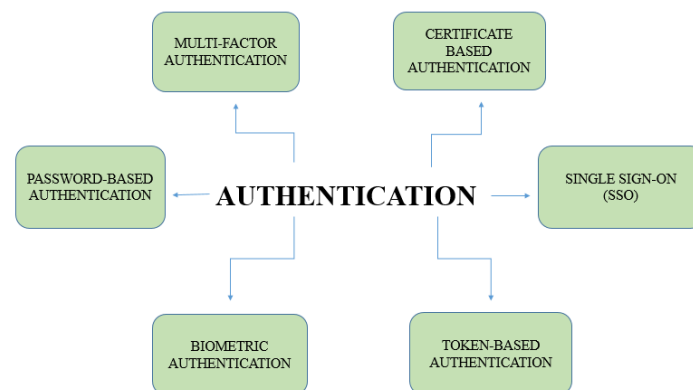 MULTI-FACTOR
AUTHENTICATION
CERTIFICATE
BASED
AUTHENTICATION
PASSWORD-BASED
AUTHENTICATION
AUTHENTICATION
SINGLE SIGN-ON
(SSO)
BIOMETRIC
AUTHENTICATION
TOKEN-BASED
AUTHENTICATION